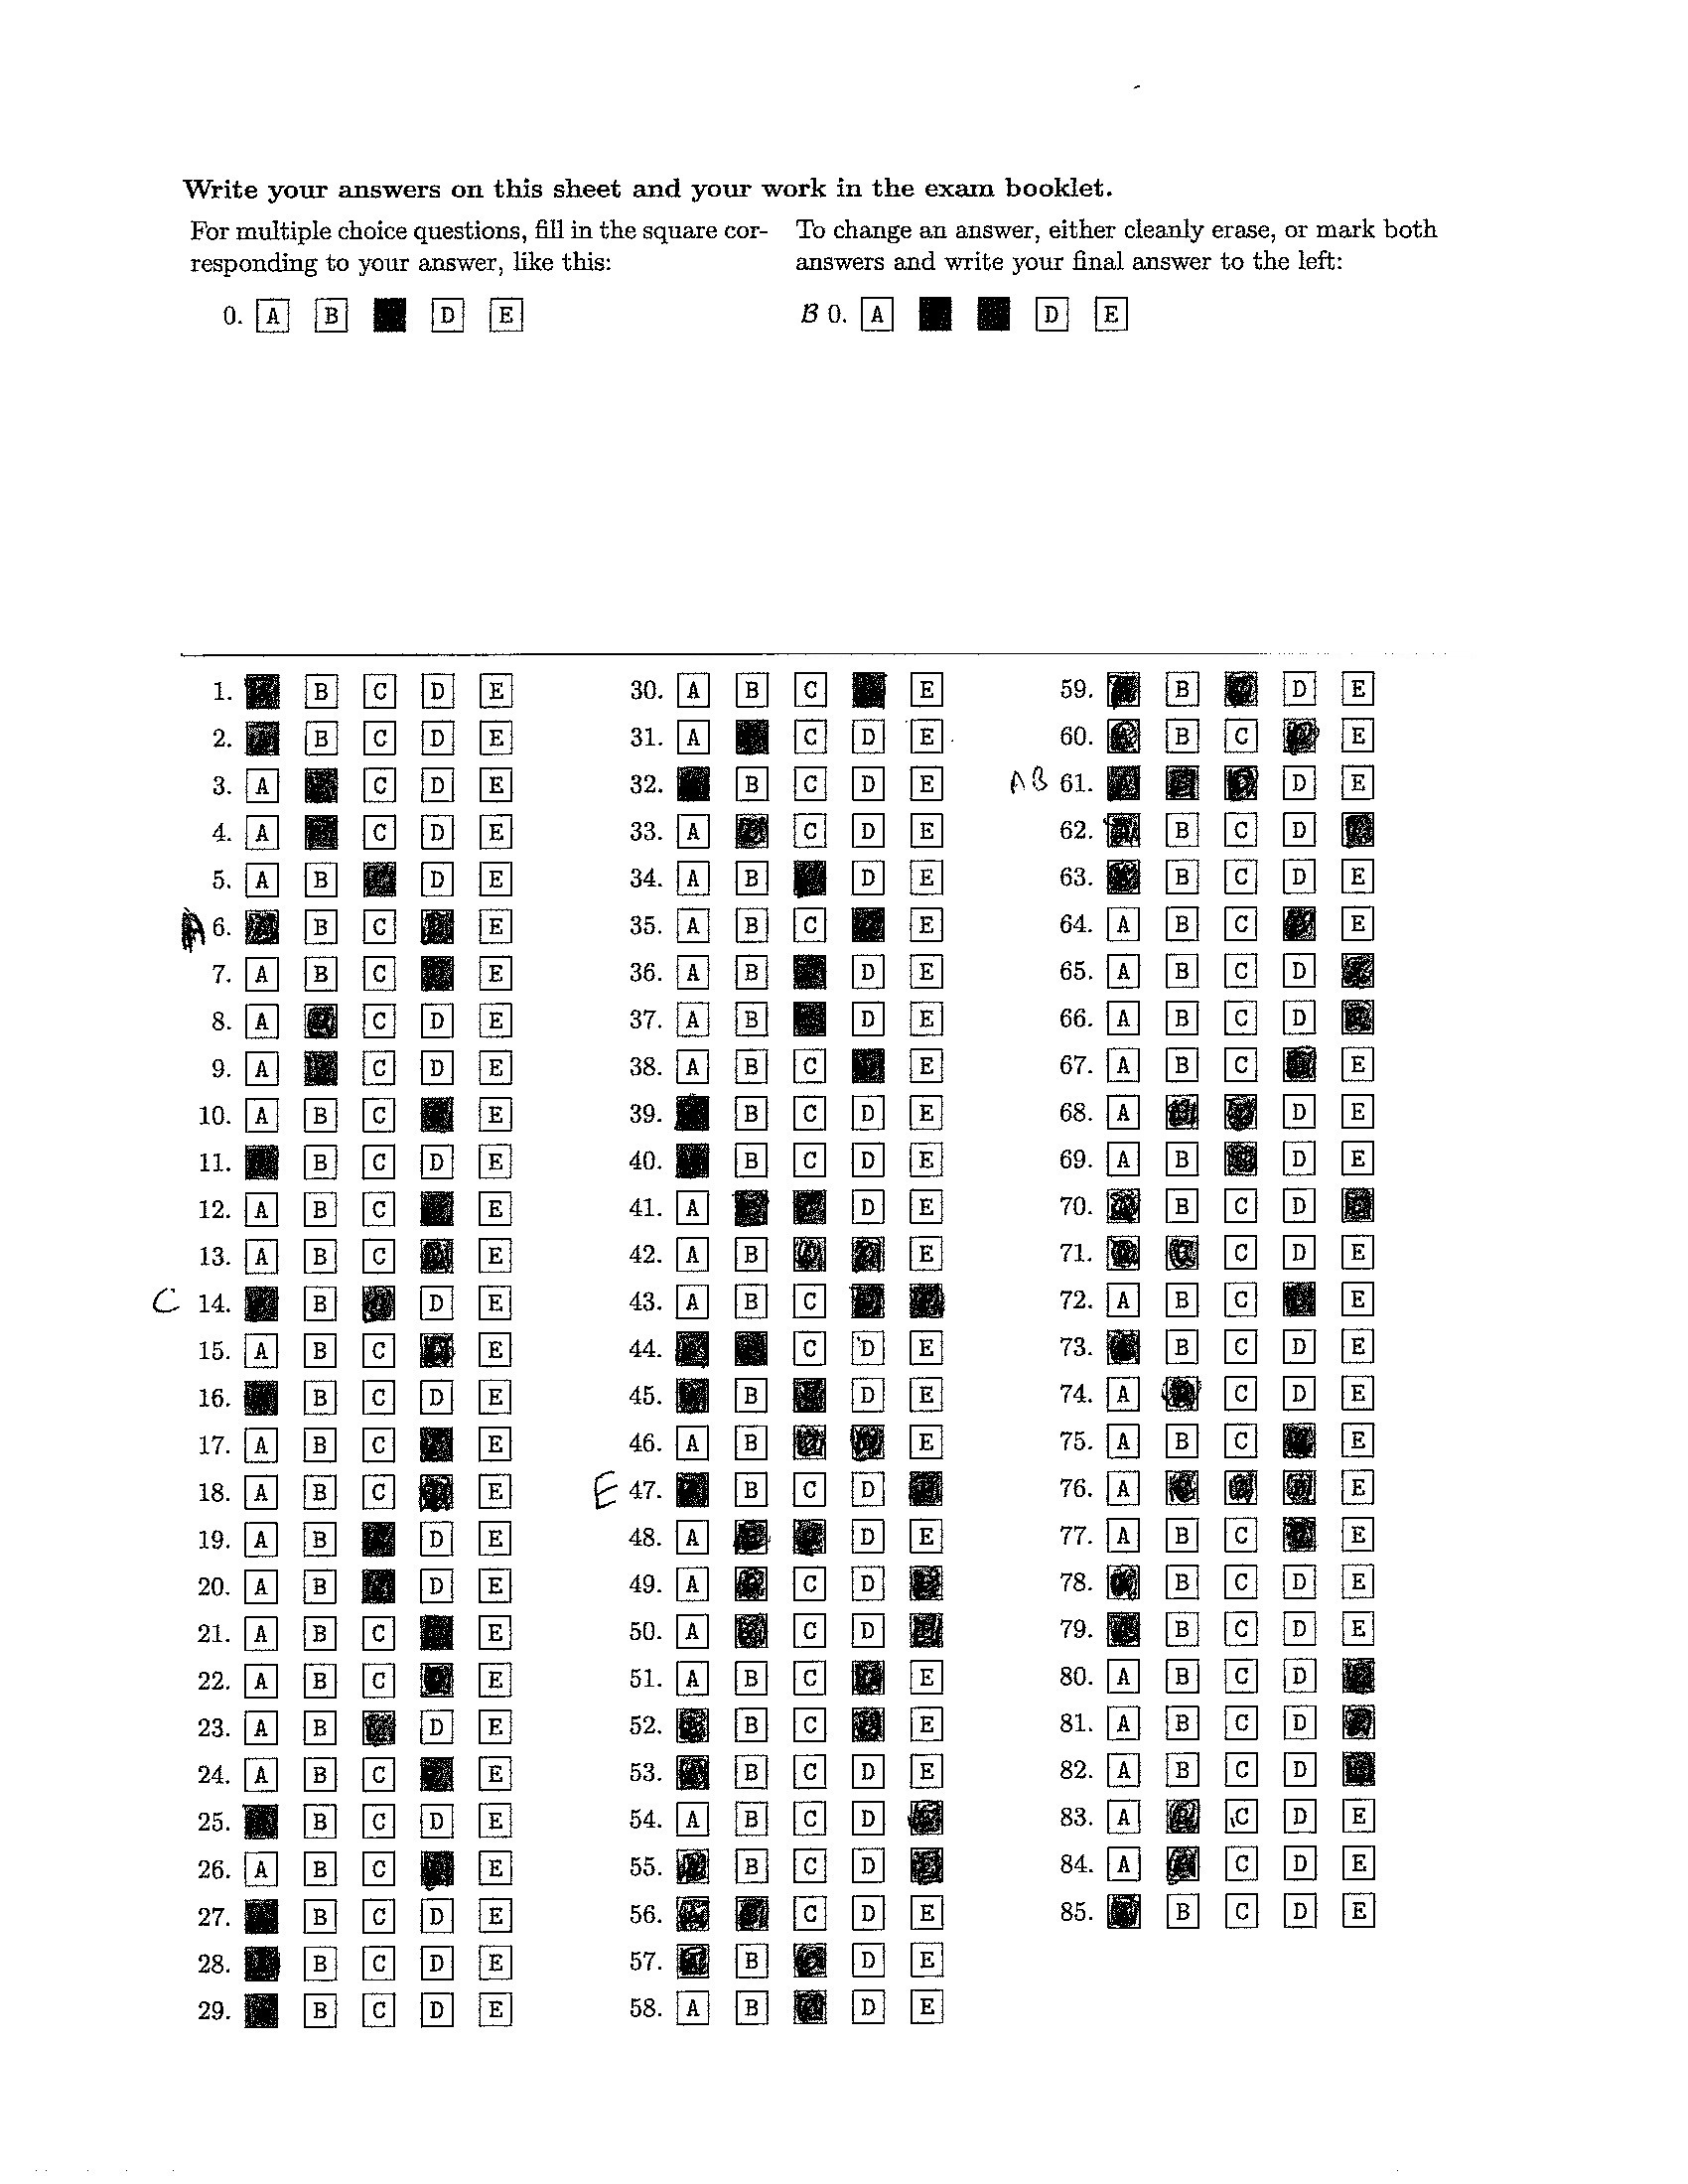 Write your answers on this sheet and your work in the exam booklet.
For multiple choice questions, fill in the square cor-
responding to your answer, like this:
0. A B D E
To change an answer, either cleanly erase, or mark both
answers and write your final answer to the left:
B 0. A D E
1. B C D E
2. B C D E
3. A C D E
4. A C D E
5. A B D E
A 6. B C E
7. A B C E
8. A C D E
9. A C D E
10. A B C E
11. B C D E
12. A B C E
13. A B C E
C 14. B D E
15. A B C E
16. B C D E
17. A B C E
18. A B C E
19. A B D E
20. A B D E
21. A B C E
22. A B C E
23. A B D E
24. A B C E
25. B C D E
26. A B C E
27. B C D E
28. B C D E
29. B C D E
30. A B C E
31. A C D E
32. B C D E
33. A C D E
34. A B D E
35. A B C E
36. A B D E
37. A B D E
38. A B C E
39. B C D E
40. B C D E
41. A D E
42. A B E
43. A B C
44. C D E
45. B D E
46. A B E
E 47. B C D
48. A D E
49. A C D
50. A C D
51. A B C E
52. B C E
53. B C D E
54. A B C D
55. B C D
56. C D E
57. B D E
58. A B D E
59. B D E
60. B C E
AB 61. D E
62. B C D
63. B C D E
64. A B C E
65. A B C D
66. A B C D
67. A B C E
68. A D E
69. A B D E
70. B C D
71. C D E
72. A B C E
73. B C D E
74. A C D E
75. A B C E
76. A E
77. A B C E
78. B C D E
79. B C D E
80. A B C D
81. A B C D
82. A B C D
83. A C D E
84. A C D E
85. B C D E